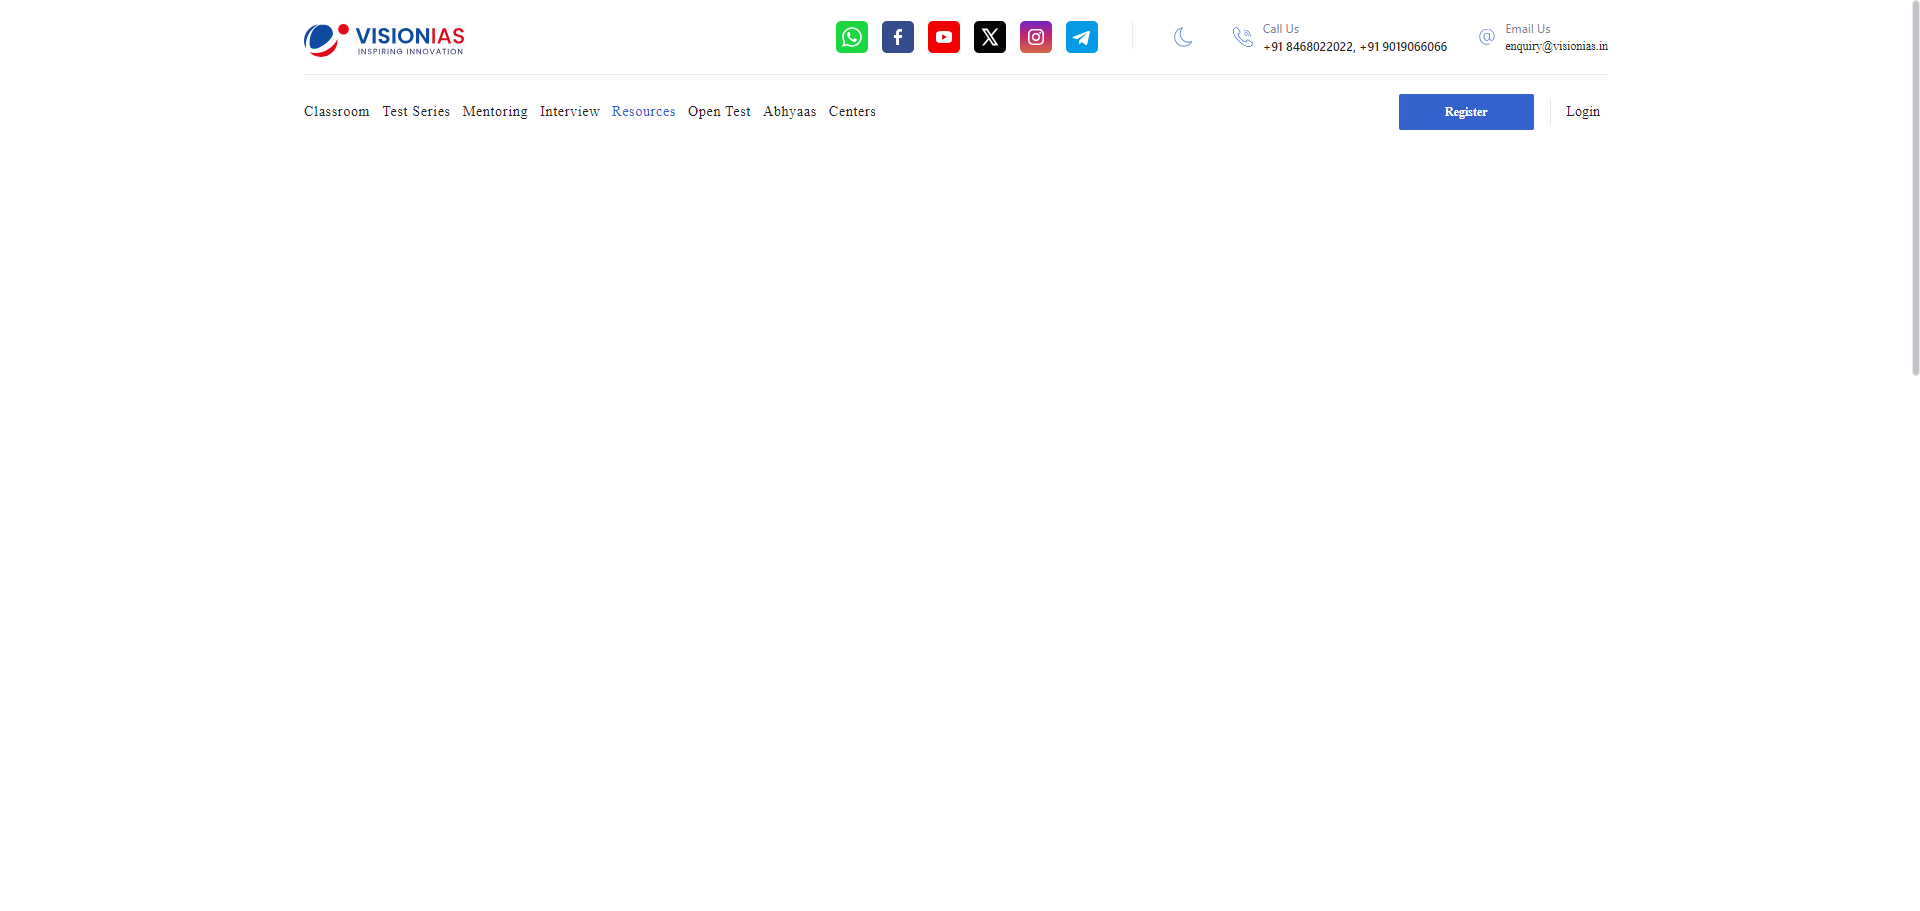 VISIONIAS
INSPIRING INNOVATION
Call Us
+91 8468022022, +91 9019066066
Email Us
enquiry@visionias.in
Classroom Test Series Mentoring Interview Resources Open Test Abhyaas Centers
Register
Login